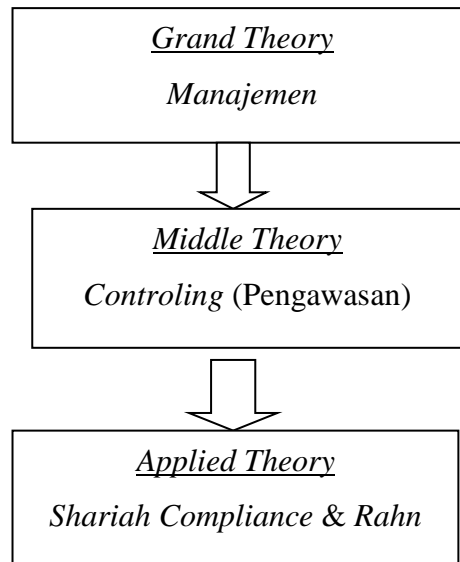 Grand Theory
Manajemen
Middle Theory
Controling (Pengawasan)
Applied Theory
Shariah Compliance & Rahn